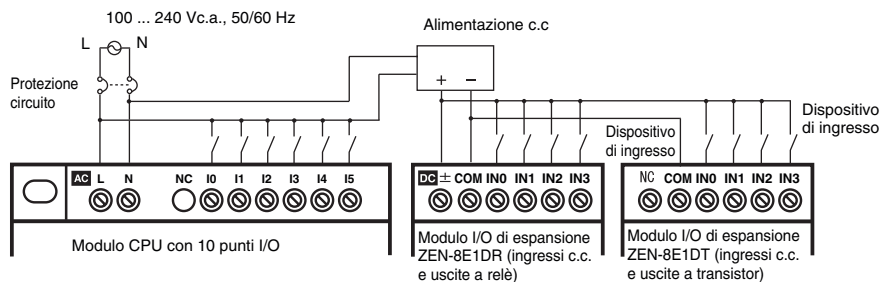 100 ... 240 Vc.a., 50/60 Hz
L N
Alimentazione c.c
+ −
Protezione
circuito
Dispositivo
di ingresso
Dispositivo
di ingresso
AC L N NC I0 I1 I2 I3 I4 I5
DC ± COM IN0 IN1 IN2 IN3
NC COM IN0 IN1 IN2 IN3
Modulo CPU con 10 punti I/O
Modulo I/O di espansione
ZEN-8E1DR (ingressi c.c.
e uscite a relè)
Modulo I/O di espansione
ZEN-8E1DT (ingressi c.c.
e uscite a transistor)